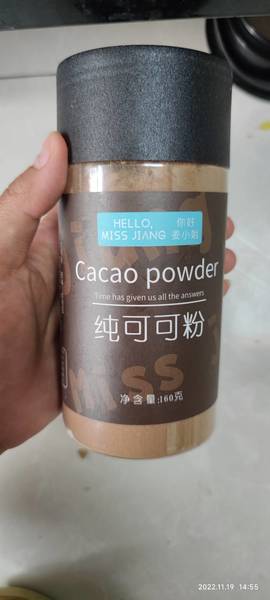 HELLO, 你好
MISS JIANG 姜小姐
Cacao powder
Time has given us all the answers
纯可可粉
Miss
净含量:160克
2022.11.19 14:55